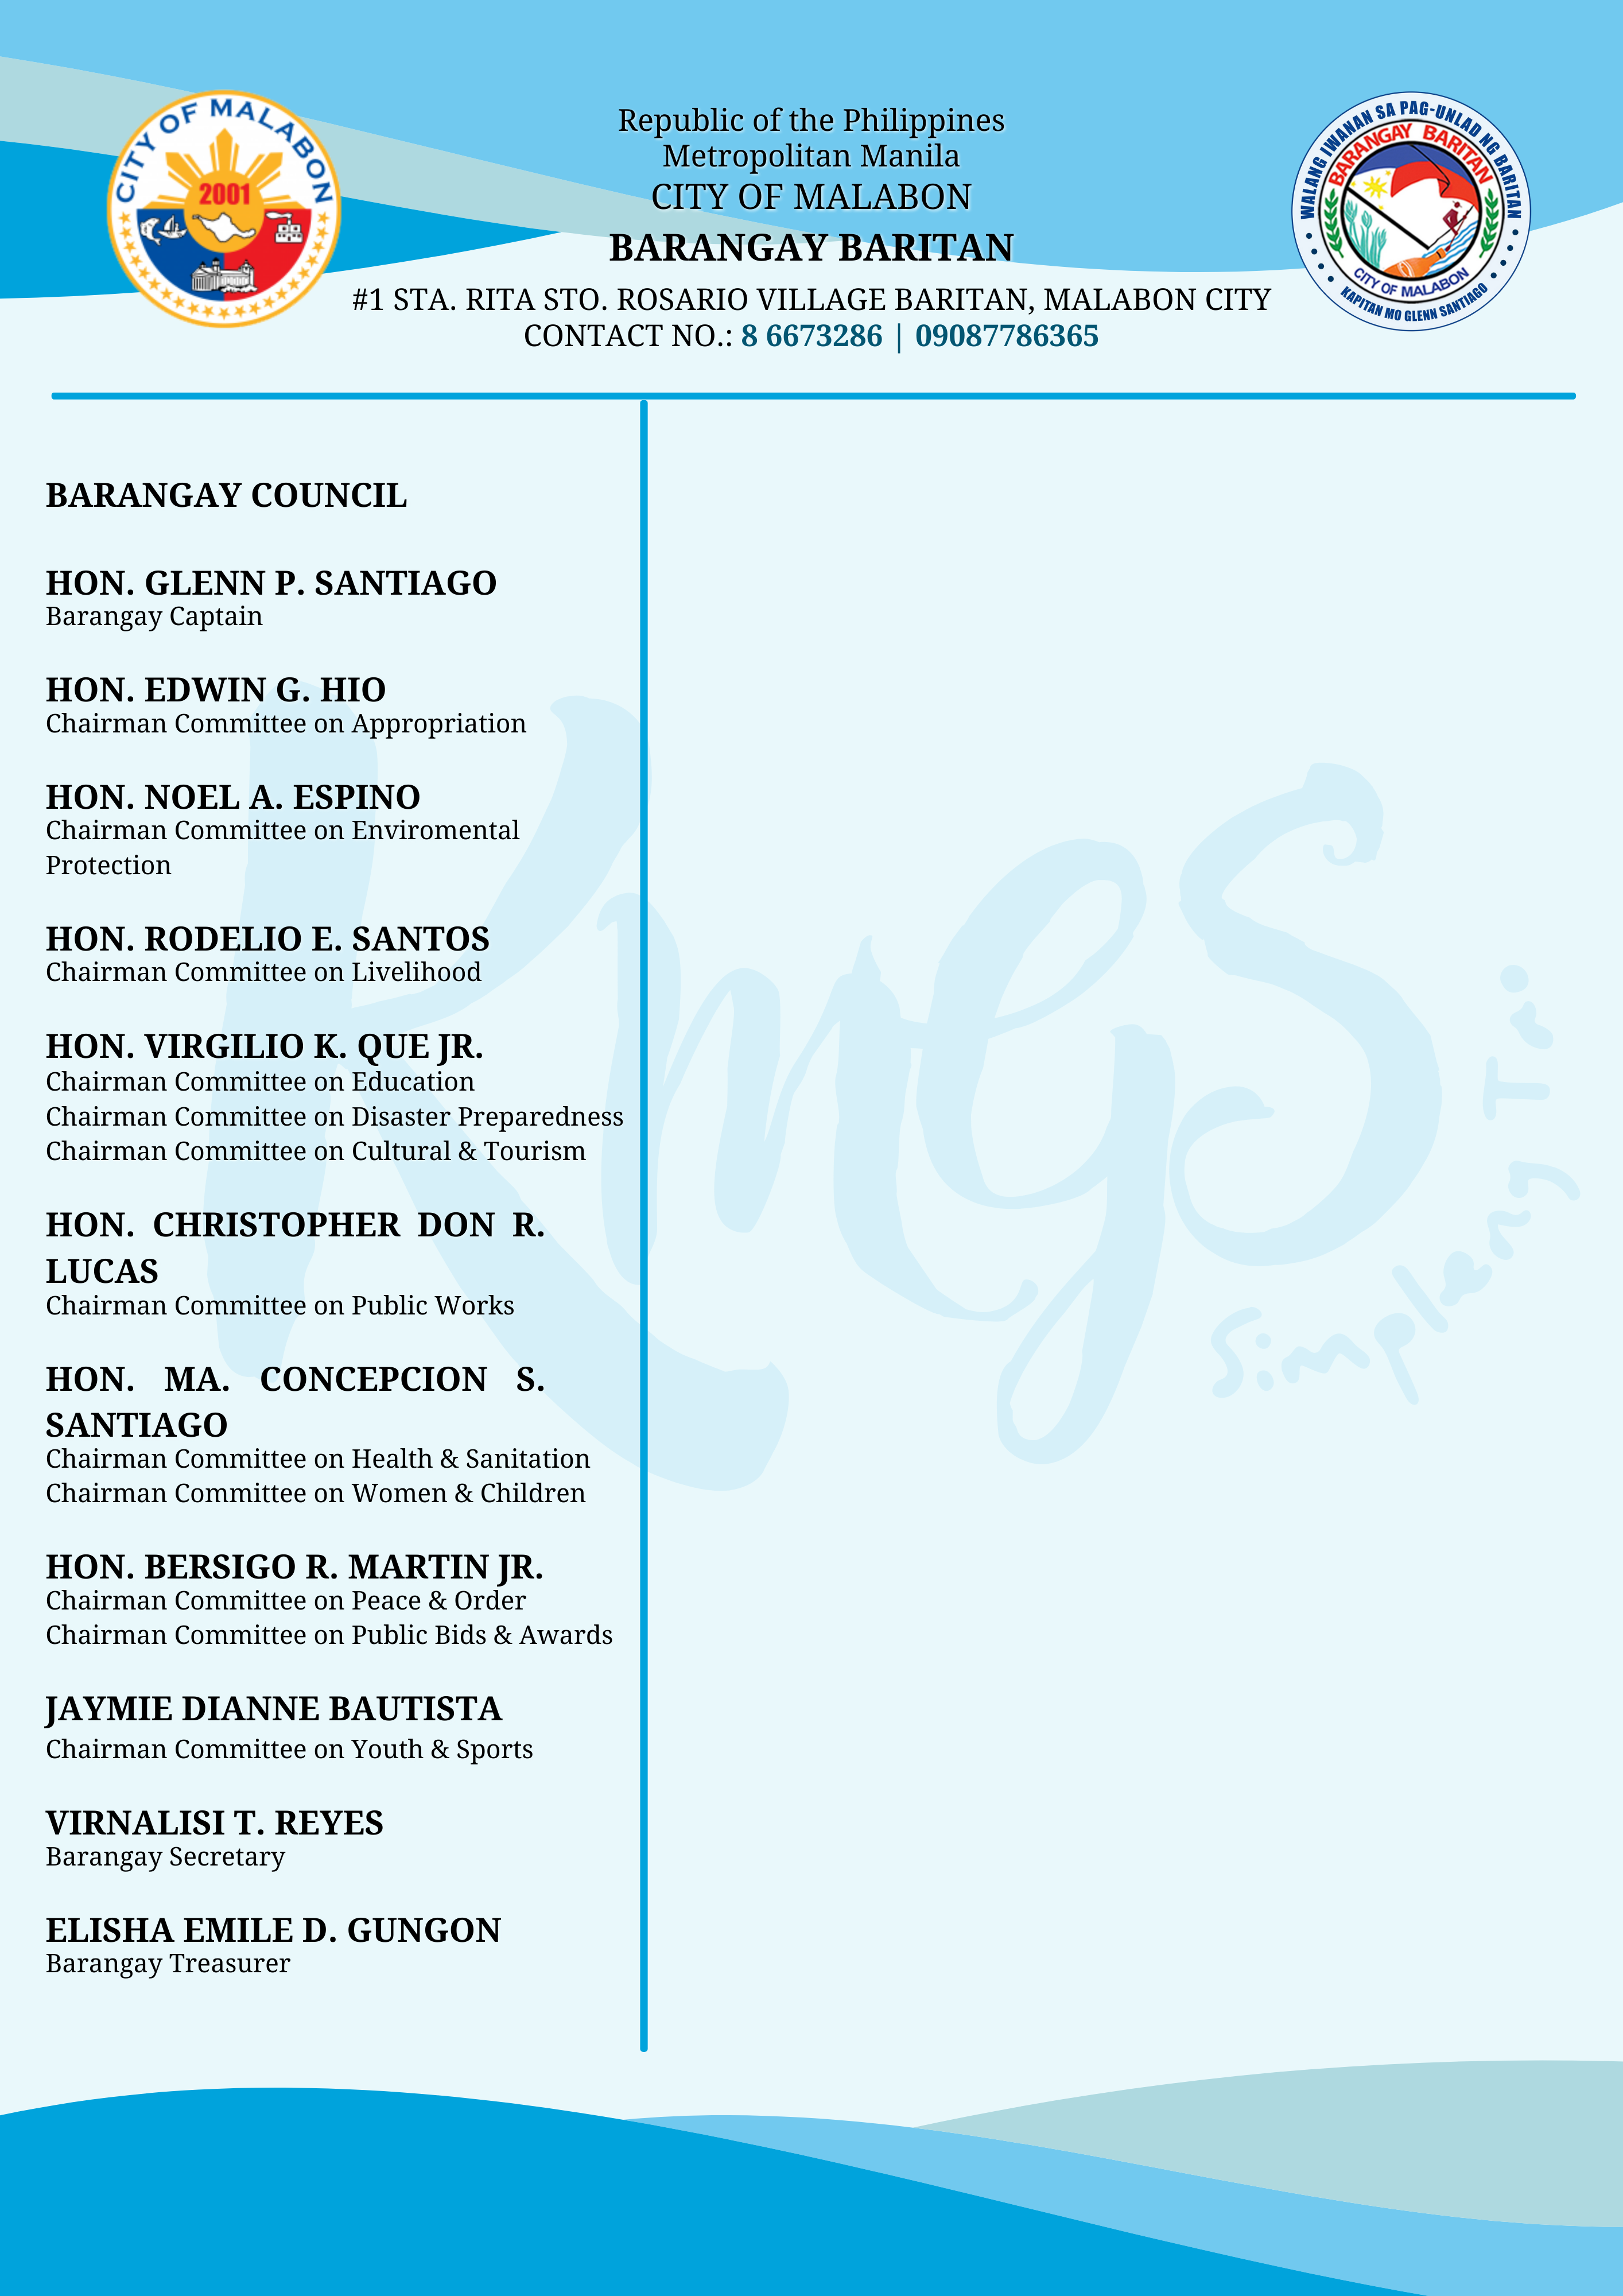 CITY OF MALABON
2001
Republic of the Philippines
Metropolitan Manila
CITY OF MALABON
BARANGAY BARITAN
#1 STA. RITA STO. ROSARIO VILLAGE BARITAN, MALABON CITY
CONTACT NO.: 8 6673286 | 09087786365
WALANG IWANAN SA PAG-UNLAD NG BARITAN
BARANGAY BARITAN
CITY OF MALABON
KAPITAN MO GLENN SANTIAGO
BARANGAY COUNCIL
HON. GLENN P. SANTIAGO
Barangay Captain
HON. EDWIN G. HIO
Chairman Committee on Appropriation
HON. NOEL A. ESPINO
Chairman Committee on Enviromental
Protection
HON. RODELIO E. SANTOS
Chairman Committee on Livelihood
HON. VIRGILIO K. QUE JR.
Chairman Committee on Education
Chairman Committee on Disaster Preparedness
Chairman Committee on Cultural & Tourism
HON. CHRISTOPHER DON R.
LUCAS
Chairman Committee on Public Works
HON. MA. CONCEPCION S.
SANTIAGO
Chairman Committee on Health & Sanitation
Chairman Committee on Women & Children
HON. BERSIGO R. MARTIN JR.
Chairman Committee on Peace & Order
Chairman Committee on Public Bids & Awards
JAYMIE DIANNE BAUTISTA
Chairman Committee on Youth & Sports
VIRNALISI T. REYES
Barangay Secretary
ELISHA EMILE D. GUNGON
Barangay Treasurer
KmGS
Simpleng Tr.